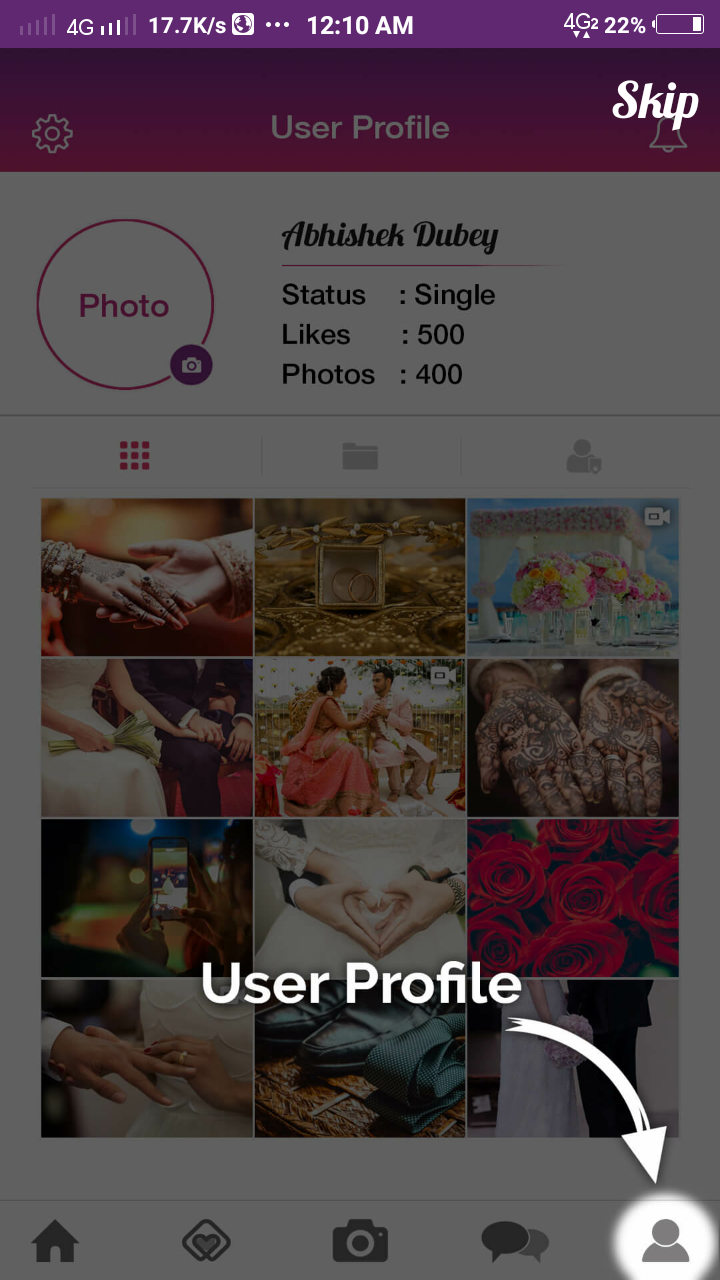 4G 17.7K/s ... 12:10 AM 4G2 22%
Skip
User Profile
Photo
Abhishek Dubey
Status : Single
Likes : 500
Photos : 400
User Profile